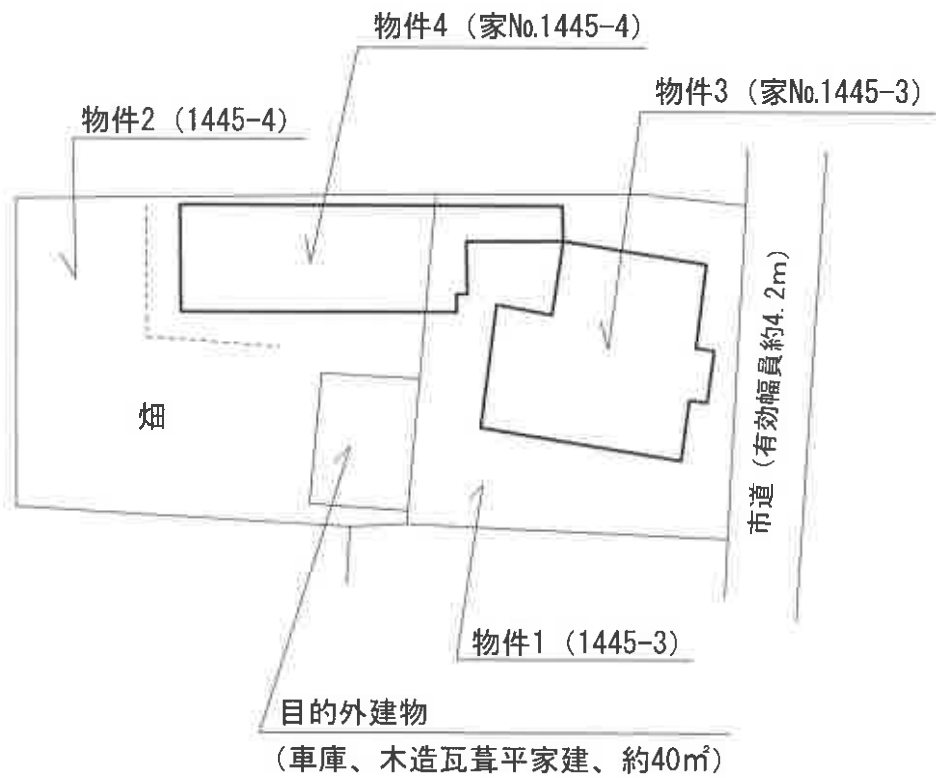 物件4（家No.1445-4）
物件3（家No.1445-3）
物件2（1445-4）
市道（有効幅員約4.2m）
畑
物件1（1445-3）
目的外建物
（車庫、木造瓦葺平家建、約40㎡）